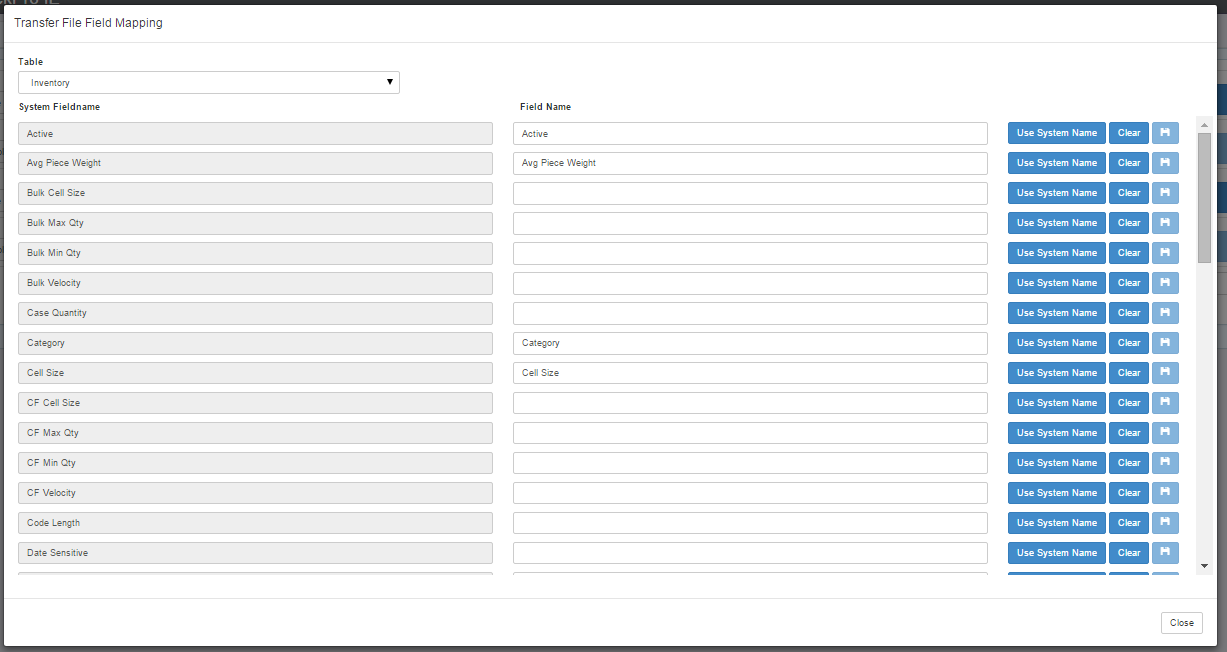 Transfer File Field Mapping
Table
Inventory
System Fieldname Field Name
Active Active Use System Name Clear
Avg Piece Weight Avg Piece Weight Use System Name Clear
Bulk Cell Size Use System Name Clear
Bulk Max Qty Use System Name Clear
Bulk Min Qty Use System Name Clear
Bulk Velocity Use System Name Clear
Case Quantity Use System Name Clear
Category Category Use System Name Clear
Cell Size Cell Size Use System Name Clear
CF Cell Size Use System Name Clear
CF Max Qty Use System Name Clear
CF Min Qty Use System Name Clear
CF Velocity Use System Name Clear
Code Length Use System Name Clear
Date Sensitive Use System Name Clear
Close